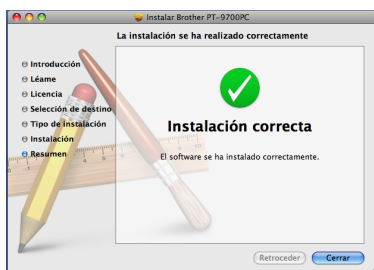 Instalar Brother PT-9700PC
La instalación se ha realizado correctamente
Introducción
Léame
Licencia
Selección de destino
Tipo de instalación
Instalación
Resumen
Instalación correcta
El software se ha instalado correctamente.
Retroceder
Cerrar